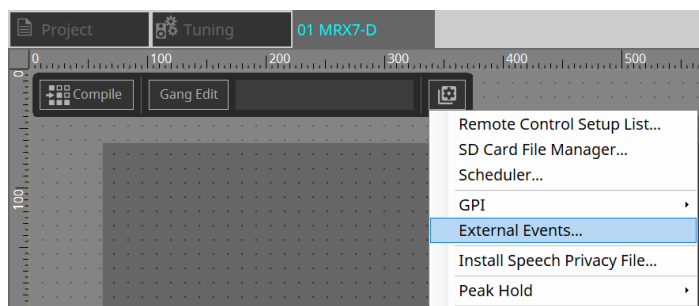 Project
Tuning
01 MRX7-D
0 100 200 300 400 500
0
100
Compile
Gang Edit
Remote Control Setup List...
SD Card File Manager...
Scheduler...
GPI
External Events...
Install Speech Privacy File...
Peak Hold